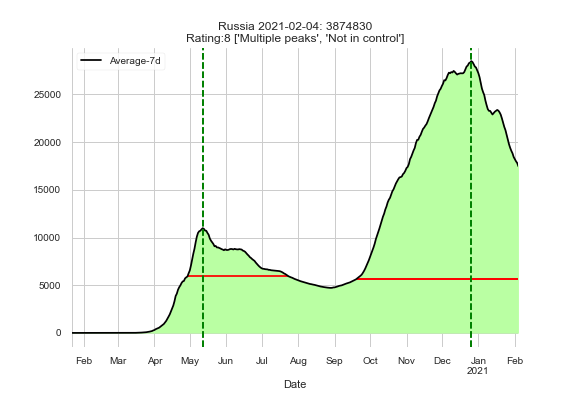 Russia 2021-02-04: 3874830
Rating:8 ['Multiple peaks', 'Not in control']
Average-7d
25000
20000
15000
10000
5000
0
Feb Mar Apr May Jun Jul Aug Sep Oct Nov Dec Jan Feb
2021
Date